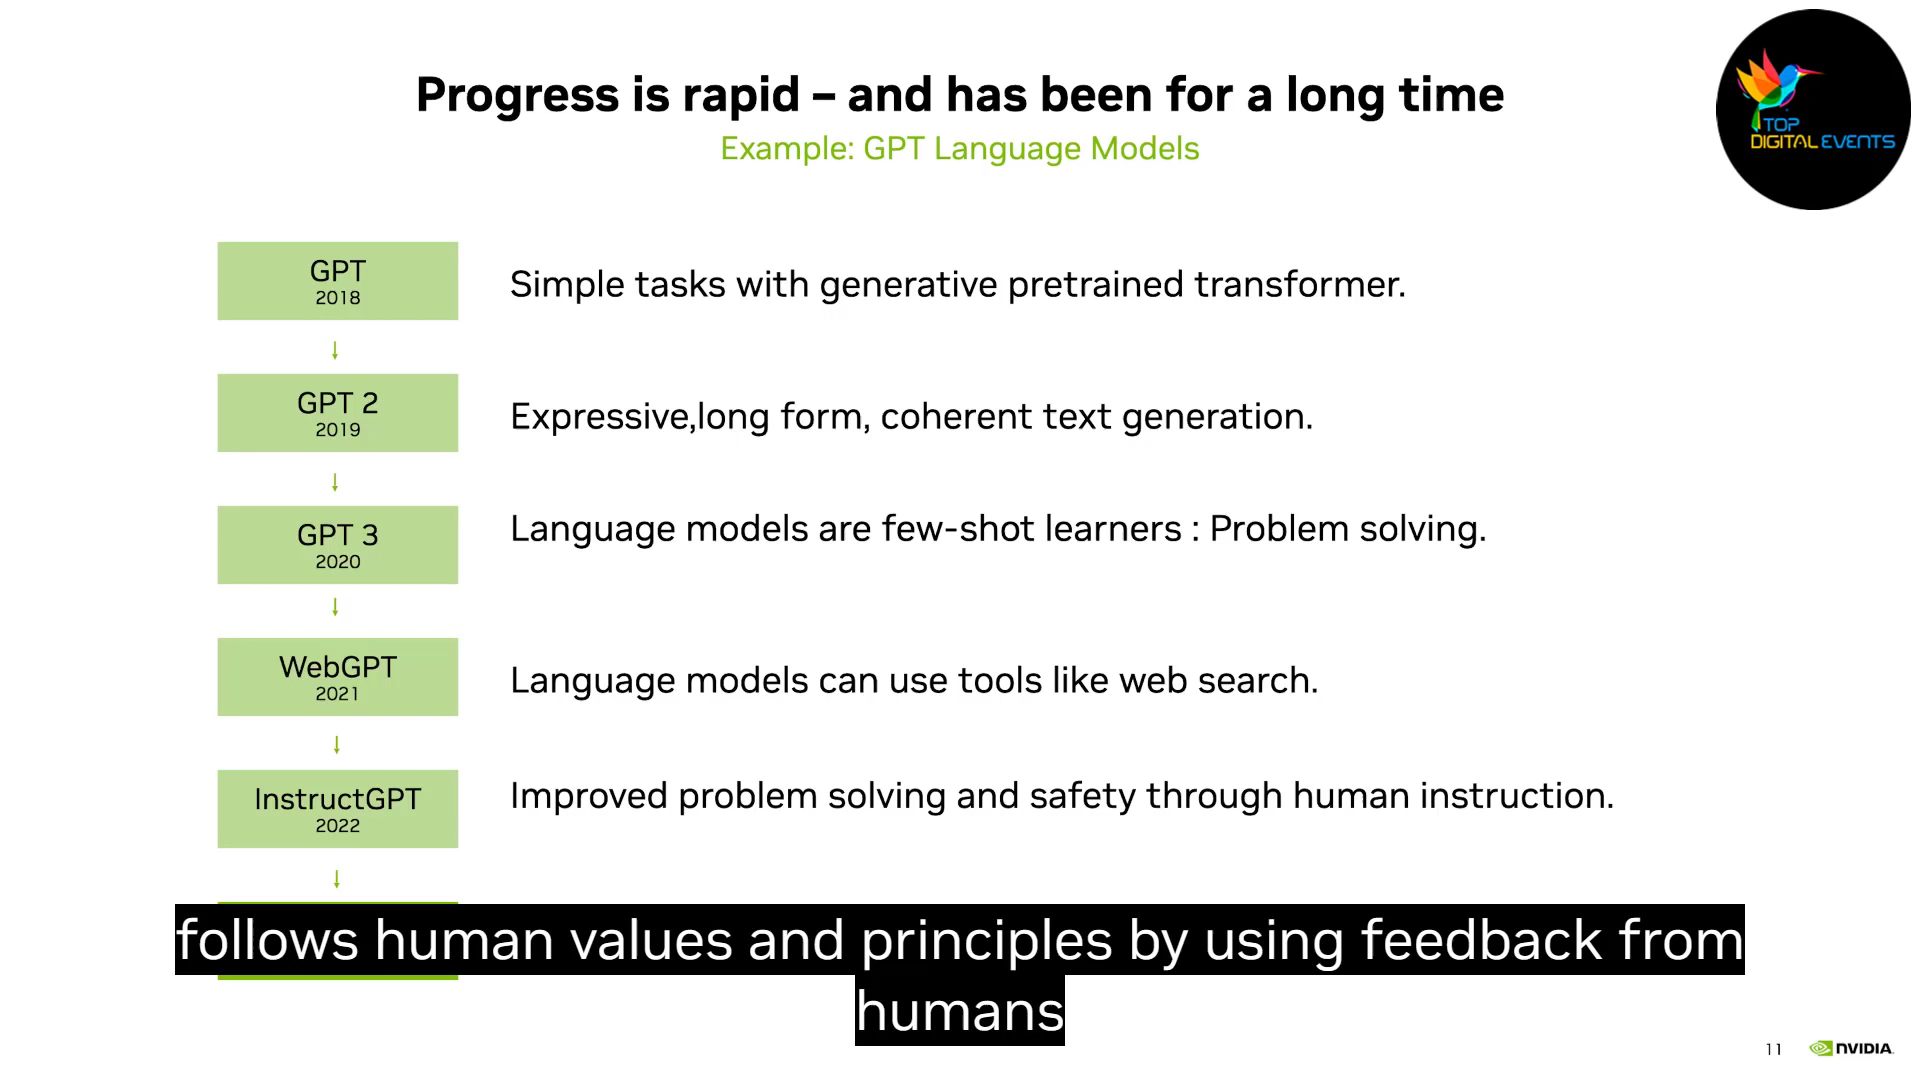 Progress is rapid – and has been for a long time
Example: GPT Language Models
TOP
DIGITAL EVENTS
GPT
2018
Simple tasks with generative pretrained transformer.
GPT 2
2019
Expressive,long form, coherent text generation.
GPT 3
2020
Language models are few-shot learners : Problem solving.
WebGPT
2021
Language models can use tools like web search.
InstructGPT
2022
Improved problem solving and safety through human instruction.
follows human values and principles by using feedback from
humans
11
NVIDIA.